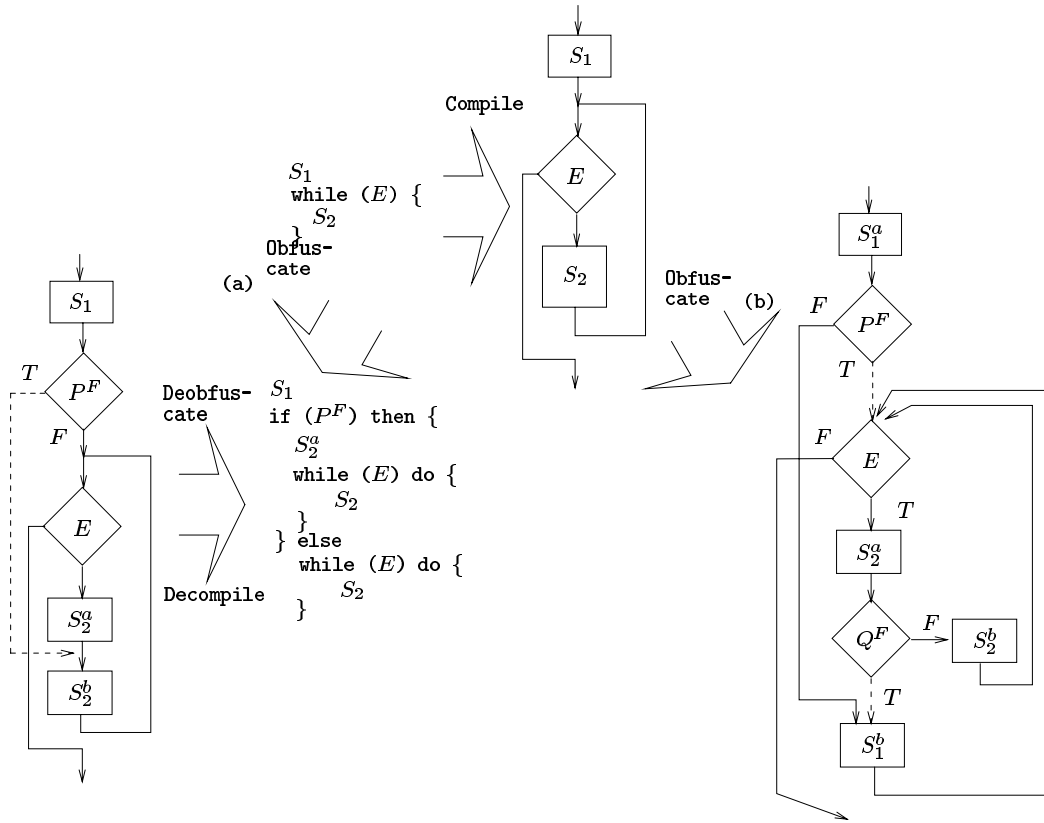 S₁
Compile
E
S₂
S₁
while (E) {
S₂
}
Obfus-
cate
(a)
Obfus-
cate
(b)
S₁
T
Pᶠ
F
E
S₂ᵃ
S₂ᵇ
Deobfus-
cate
Decompile
S₁
if (Pᶠ) then {
S₂ᵃ
while (E) do {
S₂
}
} else
while (E) do {
S₂
}
S₁ᵃ
F
Pᶠ
T
F
E
T
S₂ᵃ
Qᶠ
F
S₂ᵇ
T
S₁ᵇ